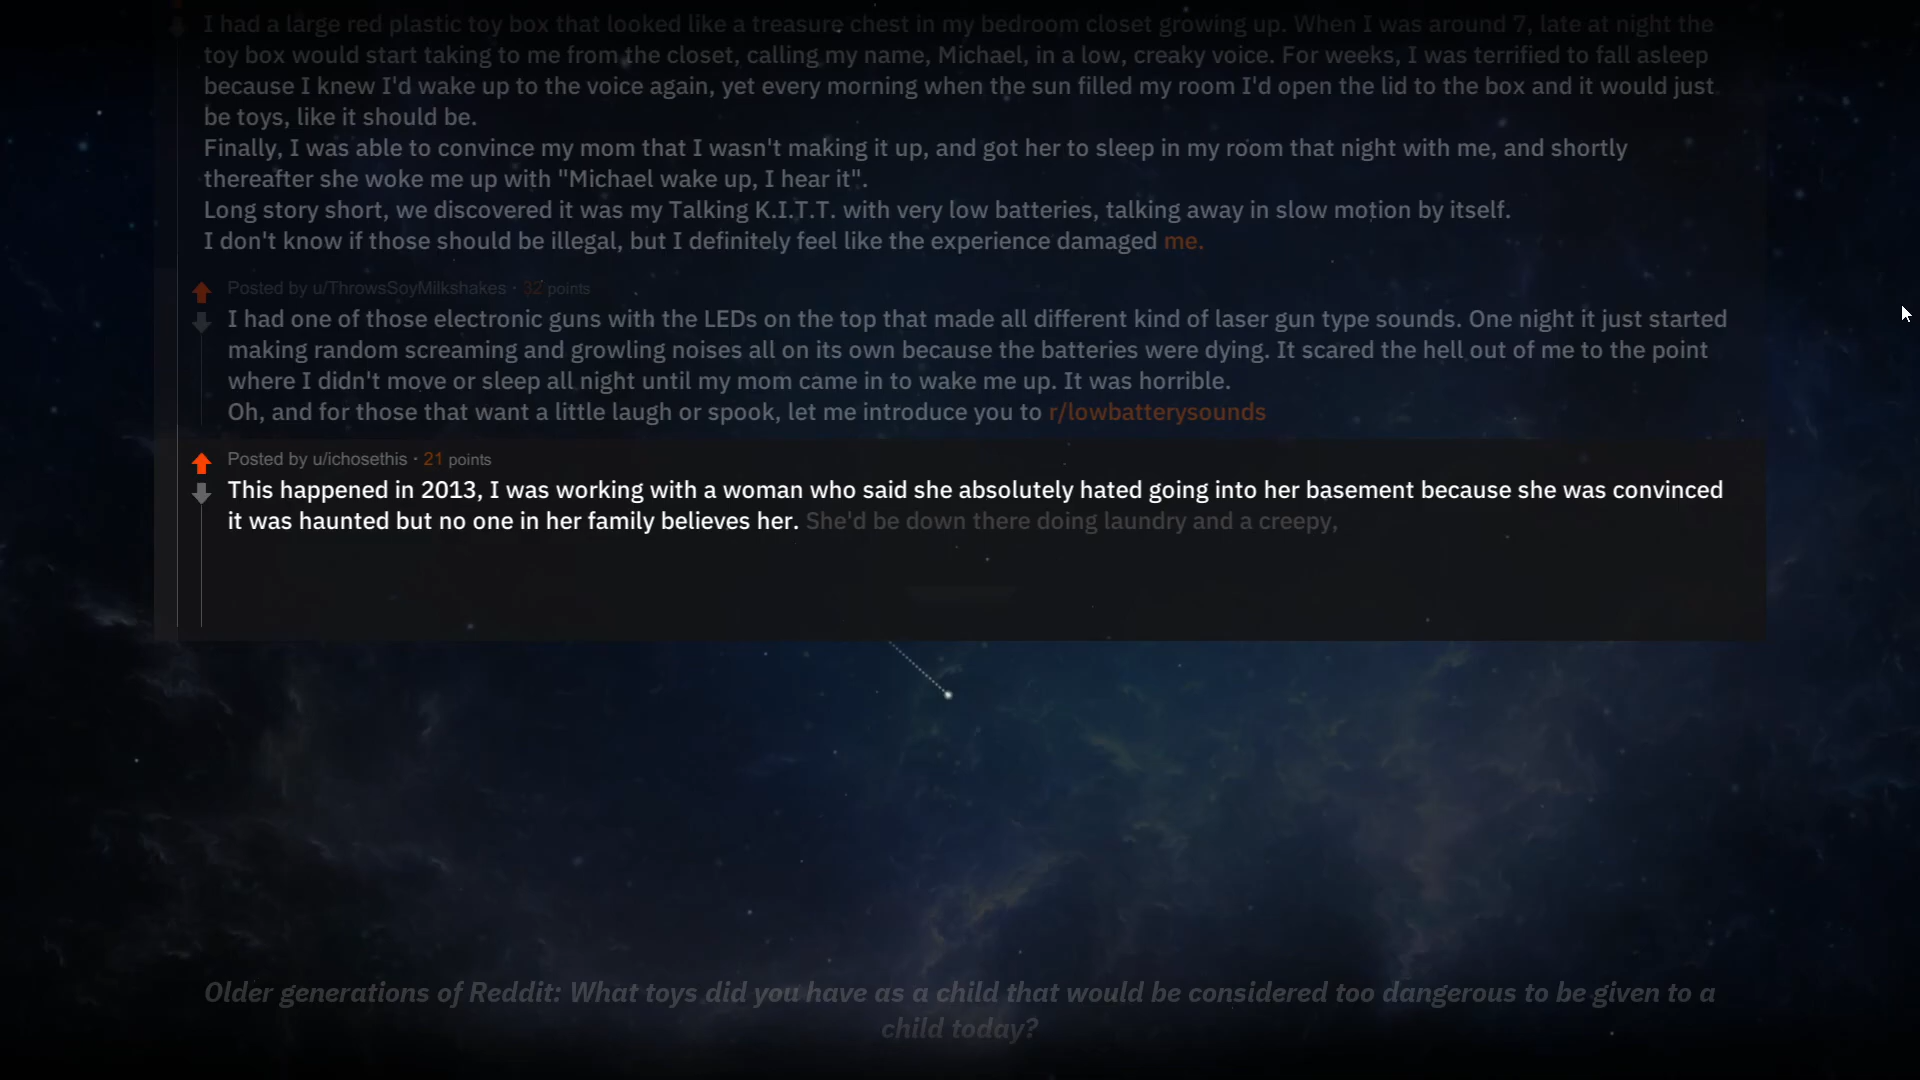 I had a large red plastic toy box that looked like a treasure chest in my bedroom closet growing up. When I was around 7, late at night the
toy box would start taking to me from the closet, calling my name, Michael, in a low, creaky voice. For weeks, I was terrified to fall asleep
because I knew I'd wake up to the voice again, yet every morning when the sun filled my room I'd open the lid to the box and it would just
be toys, like it should be.
Finally, I was able to convince my mom that I wasn't making it up, and got her to sleep in my room that night with me, and shortly
thereafter she woke me up with "Michael wake up, I hear it".
Long story short, we discovered it was my Talking K.I.T.T. with very low batteries, talking away in slow motion by itself.
I don't know if those should be illegal, but I definitely feel like the experience damaged me.
Posted by u/ThrowsSoyMilkshakes · 32 points
I had one of those electronic guns with the LEDs on the top that made all different kind of laser gun type sounds. One night it just started
making random screaming and growling noises all on its own because the batteries were dying. It scared the hell out of me to the point
where I didn't move or sleep all night until my mom came in to wake me up. It was horrible.
Oh, and for those that want a little laugh or spook, let me introduce you to r/lowbatterysounds
Posted by u/ichosethis · 21 points
This happened in 2013, I was working with a woman who said she absolutely hated going into her basement because she was convinced
it was haunted but no one in her family believes her. She'd be down there doing laundry and a creepy,
Older generations of Reddit: What toys did you have as a child that would be considered too dangerous to be given to a
child today?